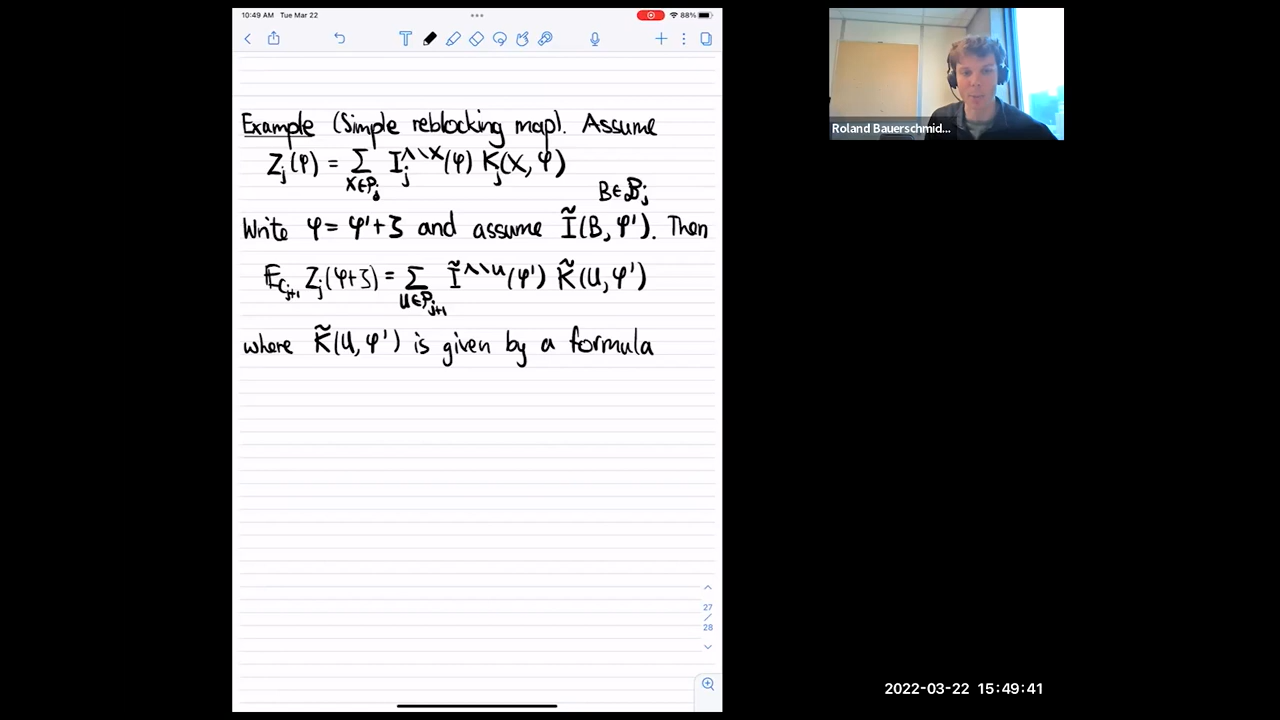 10:49 AM Tue Mar 22
88%
Example (Simple reblocking map). Assume
Z_j(φ) = Σ_{X∈P_j} I_j^{Λ\X}(φ) K_j(X, φ)
B∈B_j
Write φ = φ'+ζ and assume Ĩ(B, φ'). Then
E_{C_{j+1}} Z_j(φ+ζ) = Σ_{U∈P_{j+1}} Ĩ^{Λ\U}(φ') K̃(U, φ')
where K̃(U, φ') is given by a formula
27
/
28
Roland Bauerschmid...
2022-03-22 15:49:41